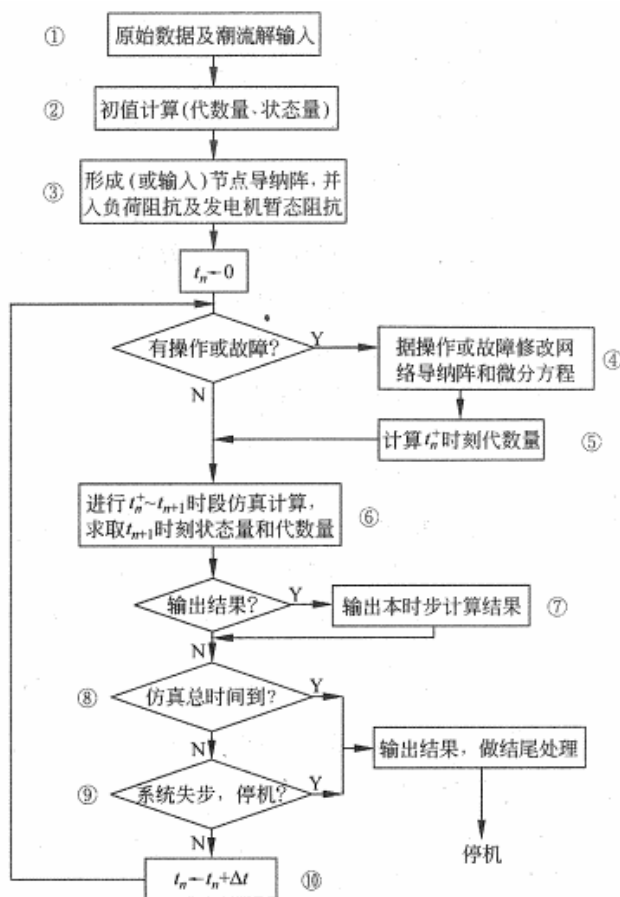 ① 原始数据及潮流解输入
② 初值计算(代数量、状态量)
③ 形成(或输入)节点导纳阵,并
入负荷阻抗及发电机暂态阻抗
tₙ←0
有操作或故障? Y
N
据操作或故障修改网 ④
络导纳阵和微分方程
计算tₙ⁺时刻代数量 ⑤
进行tₙ⁺~tₙ₊₁时段仿真计算, ⑥
求取tₙ₊₁时刻状态量和代数量
输出结果? Y 输出本时步计算结果 ⑦
N
⑧ 仿真总时间到? Y
N
输出结果,做结尾处理
⑨ 系统失步,停机? Y
N
停机
tₙ←tₙ+Δt ⑩